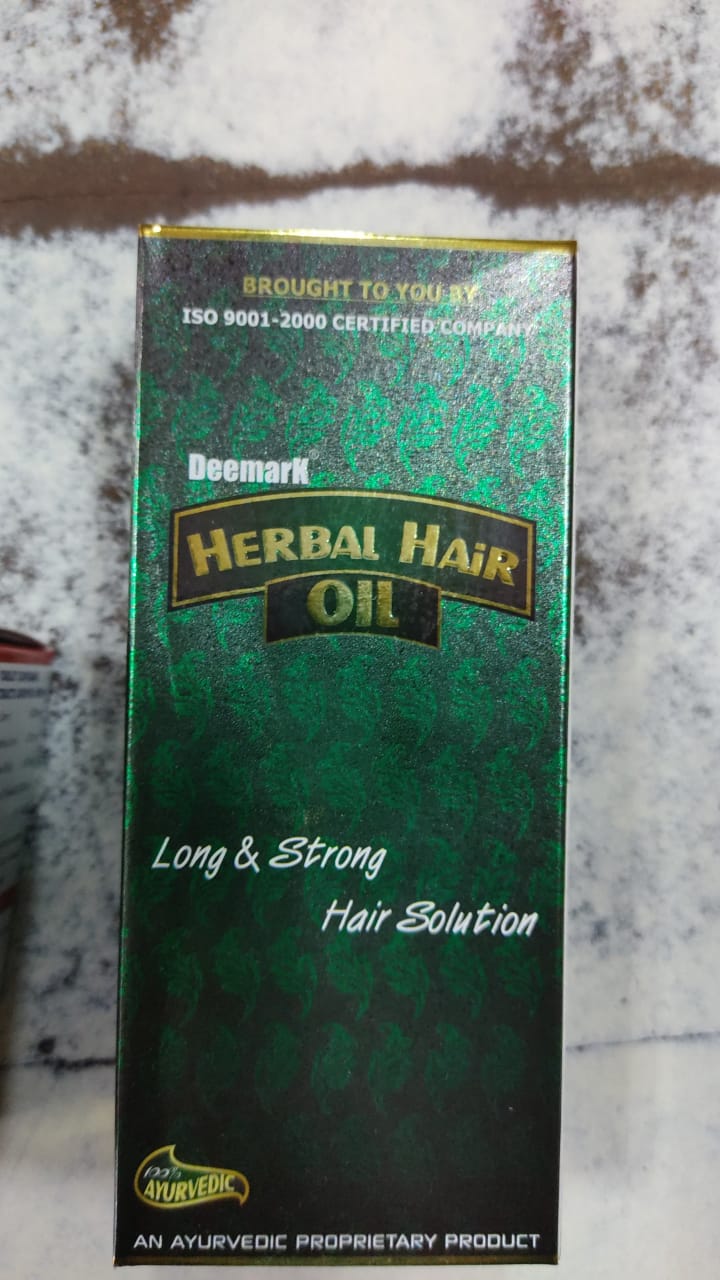 BROUGHT TO YOU BY
ISO 9001-2000 CERTIFIED COMPANY
Deemark®
HERBAL HAiR
OIL
Long & Strong
Hair Solution
100%
AYURVEDIC
AN AYURVEDIC PROPRIETARY PRODUCT